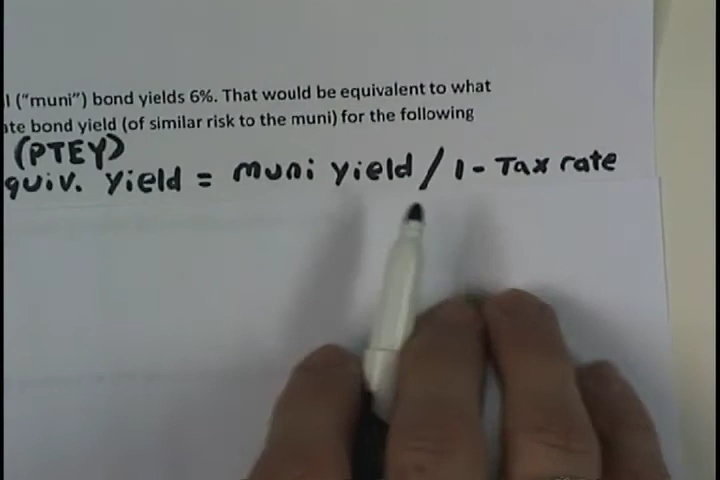 l ("muni") bond yields 6%. That would be equivalent to what
ate bond yield (of similar risk to the muni) for the following
(PTEY)
quiv. yield = muni yield / 1 - Tax rate